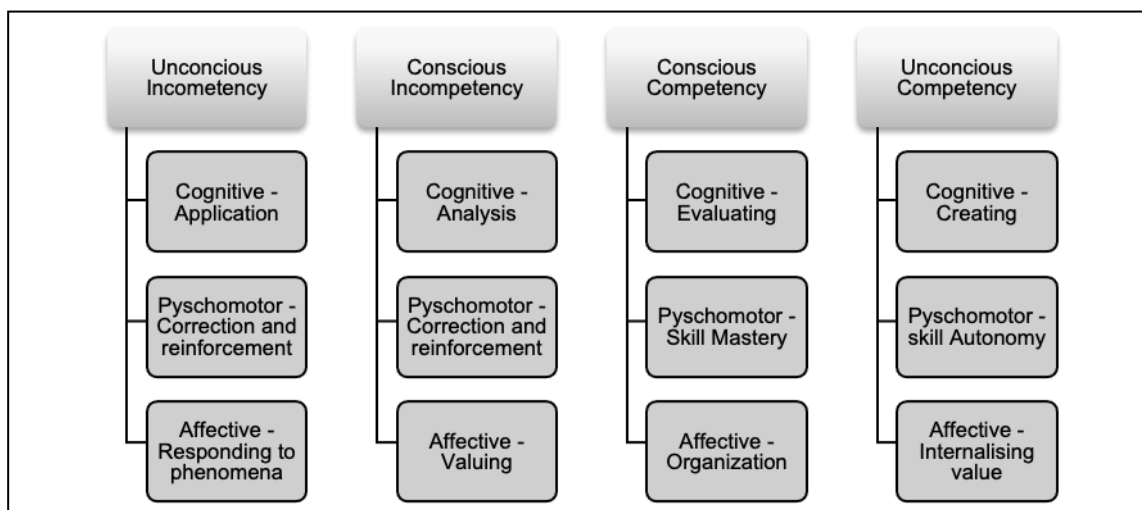 Unconcious
Incometency
Cognitive -
Application
Pyschomotor -
Correction and
reinforcement
Affective -
Responding to
phenomena
Conscious
Incompetency
Cognitive -
Analysis
Pyschomotor -
Correction and
reinforcement
Affective -
Valuing
Conscious
Competency
Cognitive -
Evaluating
Pyschomotor -
Skill Mastery
Affective -
Organization
Unconcious
Competency
Cognitive -
Creating
Pyschomotor -
skill Autonomy
Affective -
Internalising
value